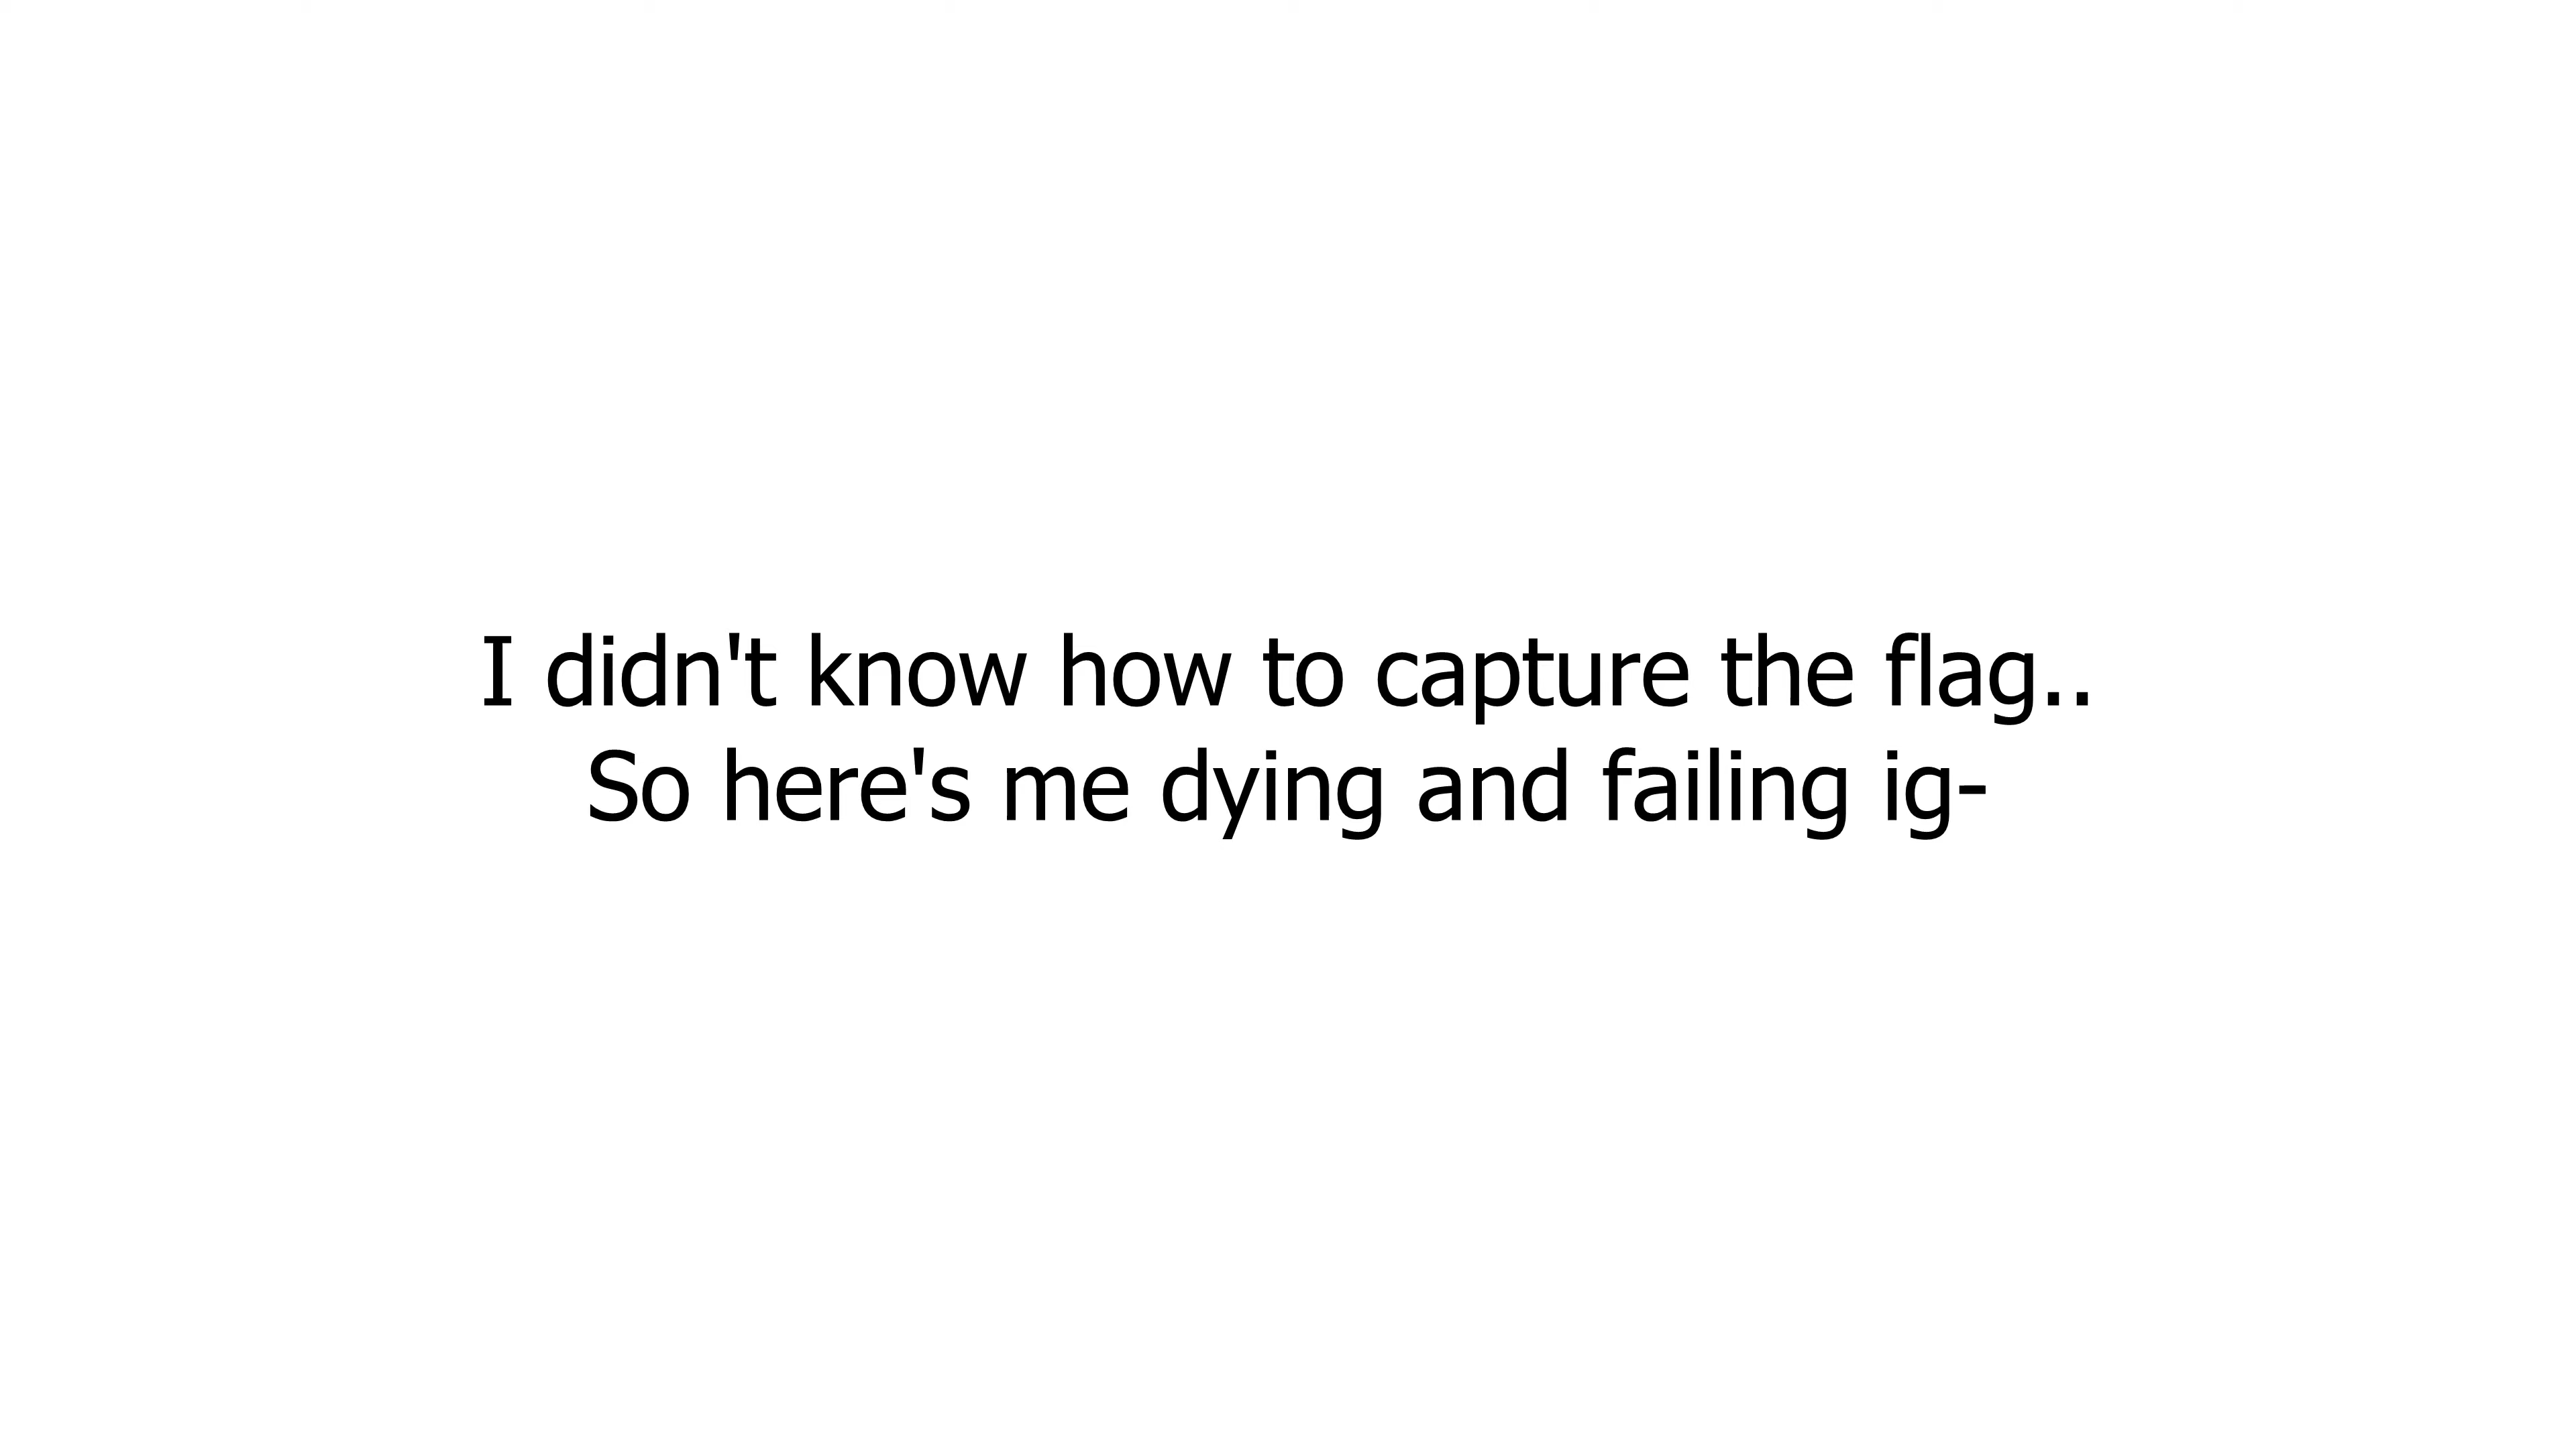 I didn't know how to capture the flag..
So here's me dying and failing ig-